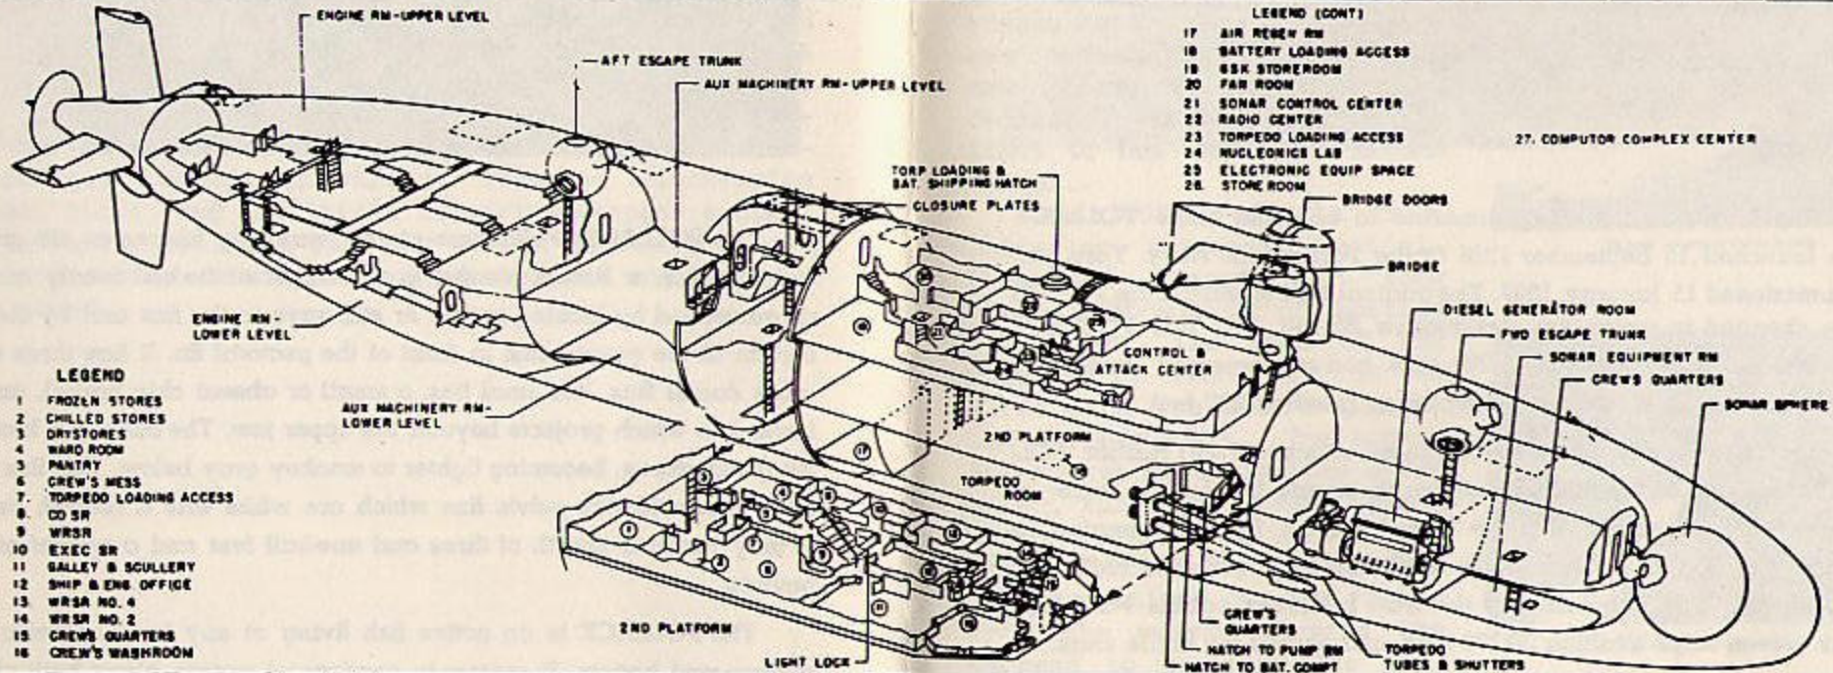 ENGINE RM-UPPER LEVEL
AFT ESCAPE TRUNK
AUX MACHINERY RM-UPPER LEVEL
TORP LOADING &
BAT. SHIPPING HATCH
CLOSURE PLATES
LEGEND (CONT)
17 AIR REGEN RM
18 BATTERY LOADING ACCESS
19 GSK STOREROOM
20 FAN ROOM
21 SONAR CONTROL CENTER
22 RADIO CENTER
23 TORPEDO LOADING ACCESS
24 NUCLEONICS LAB
25 ELECTRONIC EQUIP SPACE
26. STORE ROOM
27. COMPUTOR COMPLEX CENTER
BRIDGE DOORS
BRIDGE
DIESEL GENERATOR ROOM
TWO ESCAPE TRUNK
SONAR EQUIPMENT RM
CREW'S QUARTERS
SONAR SPHERE
CONTROL &
ATTACK CENTER
2ND PLATFORM
TORPEDO
ROOM
ENGINE RM-
LOWER LEVEL
AUX MACHINERY RM-
LOWER LEVEL
LEGEND
1 FROZEN STORES
2 CHILLED STORES
3 DRYSTORES
4 WARD ROOM
5 PANTRY
6 CREW'S MESS
7 TORPEDO LOADING ACCESS
8 CO SR
9 WRSR
10 EXEC SR
11 GALLEY & SCULLERY
12 SHIP & ENG OFFICE
13. WRSR NO. 4
14 WRSR NO. 2
15 CREW'S QUARTERS
16 CREW'S WASHROOM
2ND PLATFORM
LIGHT LOCK
CREW'S
QUARTERS
HATCH TO PUMP RM
HATCH TO BAT. COMPT
TORPEDO
TUBES & SHUTTERS